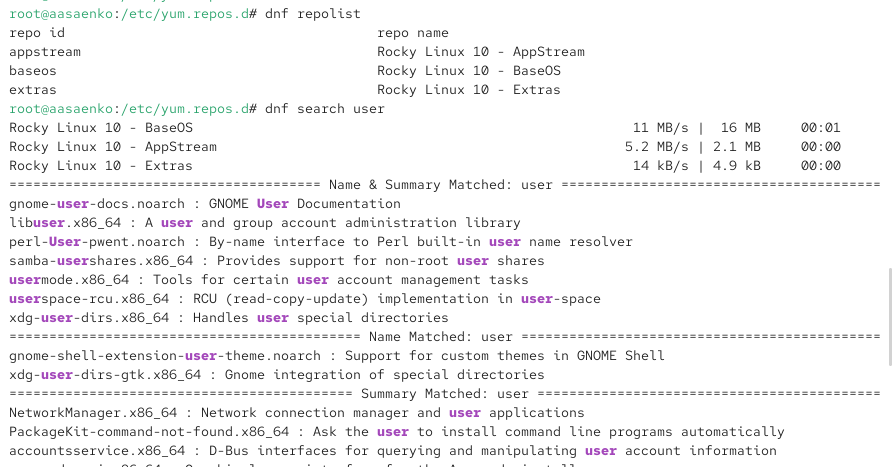 root@aasaenko:/etc/yum.repos.d# dnf repolist
repo id repo name
appstream Rocky Linux 10 - AppStream
baseos Rocky Linux 10 - BaseOS
extras Rocky Linux 10 - Extras
root@aasaenko:/etc/yum.repos.d# dnf search user
Rocky Linux 10 - BaseOS 11 MB/s | 16 MB 00:01
Rocky Linux 10 - AppStream 5.2 MB/s | 2.1 MB 00:00
Rocky Linux 10 - Extras 14 kB/s | 4.9 kB 00:00
======================================= Name & Summary Matched: user ========================================
gnome-user-docs.noarch : GNOME User Documentation
libuser.x86_64 : A user and group account administration library
perl-User-pwent.noarch : By-name interface to Perl built-in user name resolver
samba-usershares.x86_64 : Provides support for non-root user shares
usermode.x86_64 : Tools for certain user account management tasks
userspace-rcu.x86_64 : RCU (read-copy-update) implementation in user-space
xdg-user-dirs.x86_64 : Handles user special directories
============================================ Name Matched: user =============================================
gnome-shell-extension-user-theme.noarch : Support for custom themes in GNOME Shell
xdg-user-dirs-gtk.x86_64 : Gnome integration of special directories
=========================================== Summary Matched: user ===========================================
NetworkManager.x86_64 : Network connection manager and user applications
PackageKit-command-not-found.x86_64 : Ask the user to install command line programs automatically
accountsservice.x86_64 : D-Bus interfaces for querying and manipulating user account information